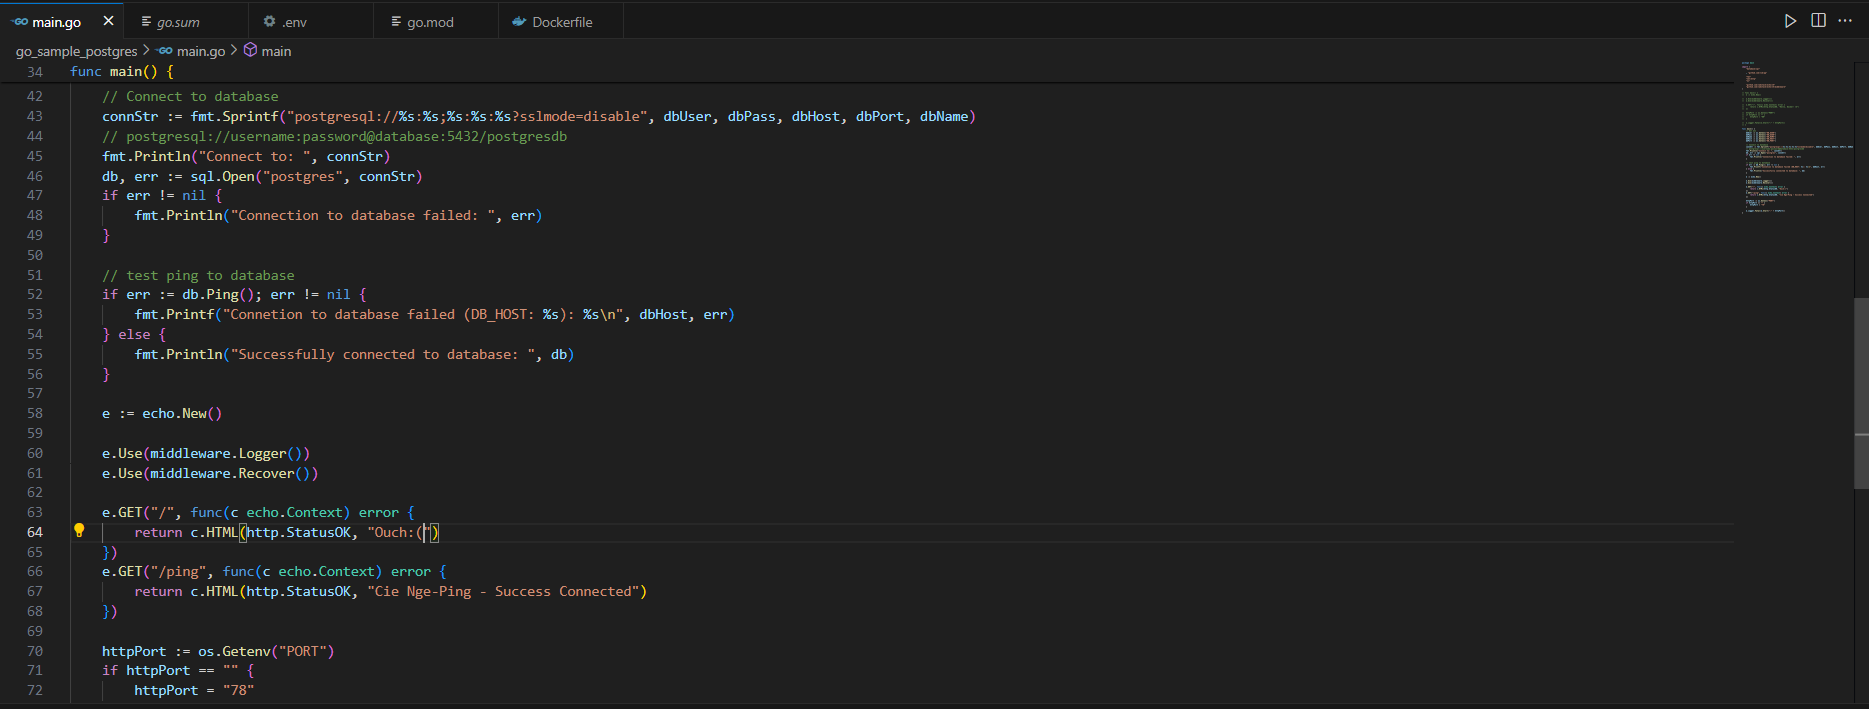 main.go
go.sum
.env
go.mod
Dockerfile
go_sample_postgres > main.go > main
34 func main() {
42 // Connect to database
43 connStr := fmt.Sprintf("postgresql://%s:%s;%s:%s:%s?sslmode=disable", dbUser, dbPass, dbHost, dbPort, dbName)
44 // postgresql://username:password@database:5432/postgresdb
45 fmt.Println("Connect to: ", connStr)
46 db, err := sql.Open("postgres", connStr)
47 if err != nil {
48 fmt.Println("Connection to database failed: ", err)
49 }
50
51 // test ping to database
52 if err := db.Ping(); err != nil {
53 fmt.Printf("Connetion to database failed (DB_HOST: %s): %s\n", dbHost, err)
54 } else {
55 fmt.Println("Successfully connected to database: ", db)
56 }
57
58 e := echo.New()
59
60 e.Use(middleware.Logger())
61 e.Use(middleware.Recover())
62
63 e.GET("/", func(c echo.Context) error {
64 return c.HTML(http.StatusOK, "Ouch:(")
65 })
66 e.GET("/ping", func(c echo.Context) error {
67 return c.HTML(http.StatusOK, "Cie Nge-Ping - Success Connected")
68 })
69
70 httpPort := os.Getenv("PORT")
71 if httpPort == "" {
72 httpPort = "78"